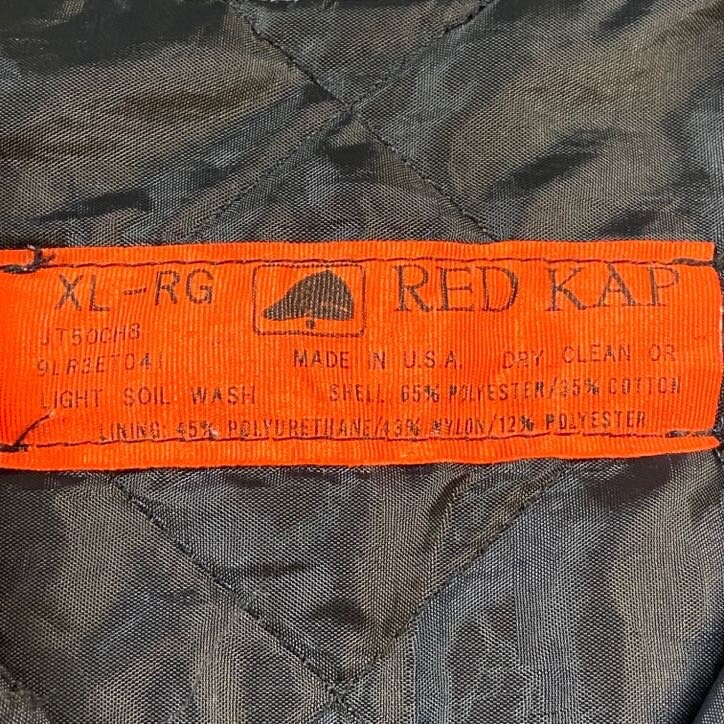 XL-RG RED KAP
JT50CH8
9LR3ET041 MADE IN U.S.A. DRY CLEAN OR
LIGHT SOIL WASH SHELL: 65% POLYESTER/35% COTTON
LINING: 45% POLYURETHANE/43% NYLON/12% POLYESTER